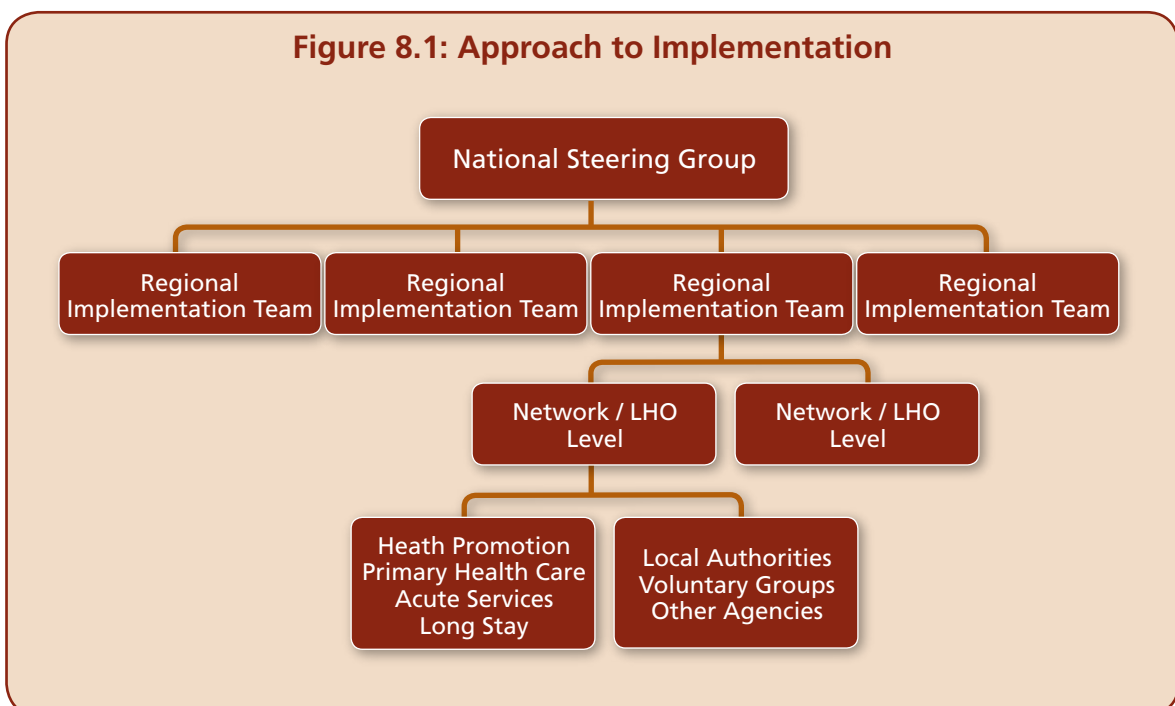 Figure 8.1: Approach to Implementation
National Steering Group
Regional
Implementation Team
Regional
Implementation Team
Regional
Implementation Team
Regional
Implementation Team
Network / LHO
Level
Network / LHO
Level
Heath Promotion
Primary Health Care
Acute Services
Long Stay
Local Authorities
Voluntary Groups
Other Agencies